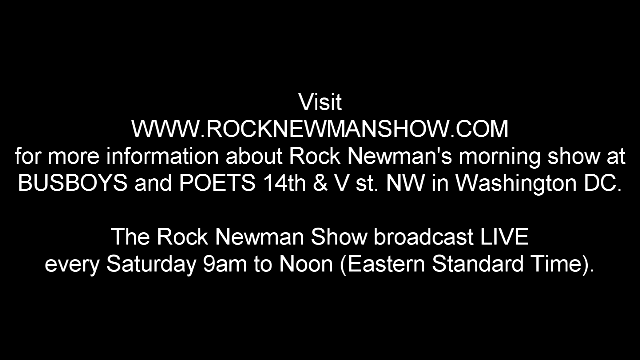 Visit
WWW.ROCKNEWMANSHOW.COM
for more information about Rock Newman's morning show at
BUSBOYS and POETS 14th & V st. NW in Washington DC.
The Rock Newman Show broadcast LIVE
every Saturday 9am to Noon (Eastern Standard Time).